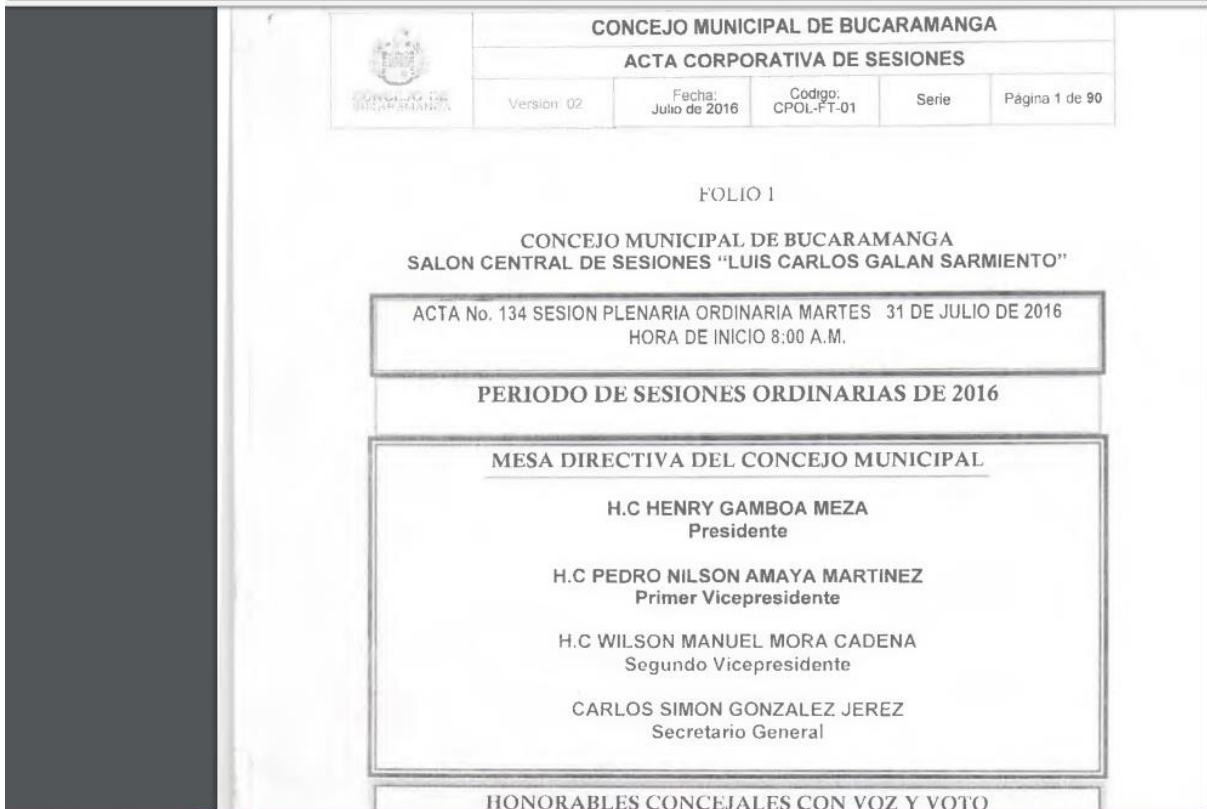 CONCEJO DE
BUCARAMANGA
CONCEJO MUNICIPAL DE BUCARAMANGA
ACTA CORPORATIVA DE SESIONES
Version: 02
Fecha:
Julio de 2016
Código:
CPOL-FT-01
Serie
Página 1 de 90
FOLIO 1
CONCEJO MUNICIPAL DE BUCARAMANGA
SALON CENTRAL DE SESIONES “LUIS CARLOS GALAN SARMIENTO”
ACTA No. 134 SESION PLENARIA ORDINARIA MARTES 31 DE JULIO DE 2016
HORA DE INICIO 8:00 A.M.
PERIODO DE SESIONES ORDINARIAS DE 2016
MESA DIRECTIVA DEL CONCEJO MUNICIPAL
H.C HENRY GAMBOA MEZA
Presidente
H.C PEDRO NILSON AMAYA MARTINEZ
Primer Vicepresidente
H.C WILSON MANUEL MORA CADENA
Segundo Vicepresidente
CARLOS SIMON GONZALEZ JEREZ
Secretario General
HONORABLES CONCEJALES CON VOZ Y VOTO